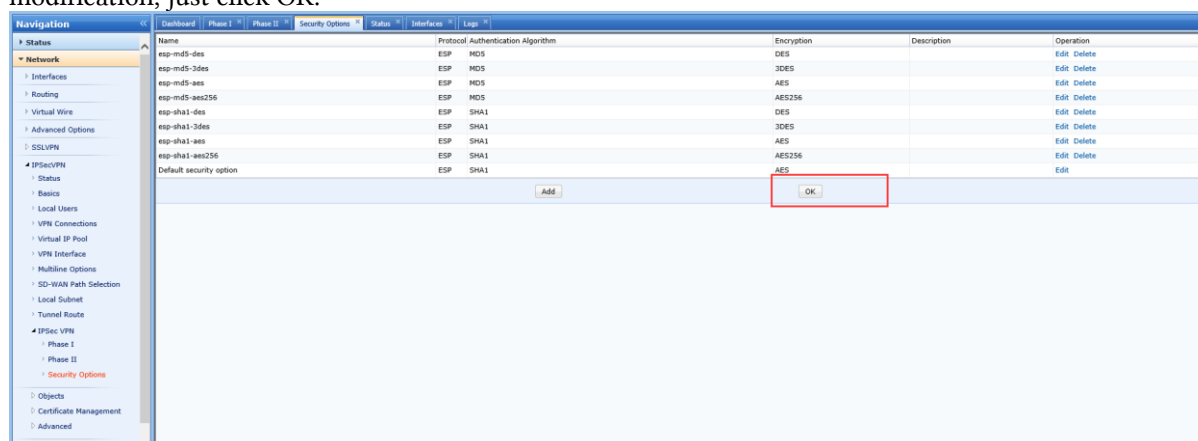 modification, just click OK.
Navigation
Dashboard Phase I Phase II Security Options Status Interfaces Logs
Status
Network
Interfaces
Routing
Virtual Wire
Advanced Options
SSLVPN
IPSecVPN
Status
Basics
Local Users
VPN Connections
Virtual IP Pool
VPN Interface
Multiline Options
SD-WAN Path Selection
Local Subnet
Tunnel Route
IPSec VPN
Phase I
Phase II
Security Options
Objects
Certificate Management
Advanced
Name Protocol Authentication Algorithm Encryption Description Operation
esp-md5-des ESP MD5 DES Edit Delete
esp-md5-3des ESP MD5 3DES Edit Delete
esp-md5-aes ESP MD5 AES Edit Delete
esp-md5-aes256 ESP MD5 AES256 Edit Delete
esp-sha1-des ESP SHA1 DES Edit Delete
esp-sha1-3des ESP SHA1 3DES Edit Delete
esp-sha1-aes ESP SHA1 AES Edit Delete
esp-sha1-aes256 ESP SHA1 AES256 Edit Delete
Default security option ESP SHA1 AES Edit
Add OK